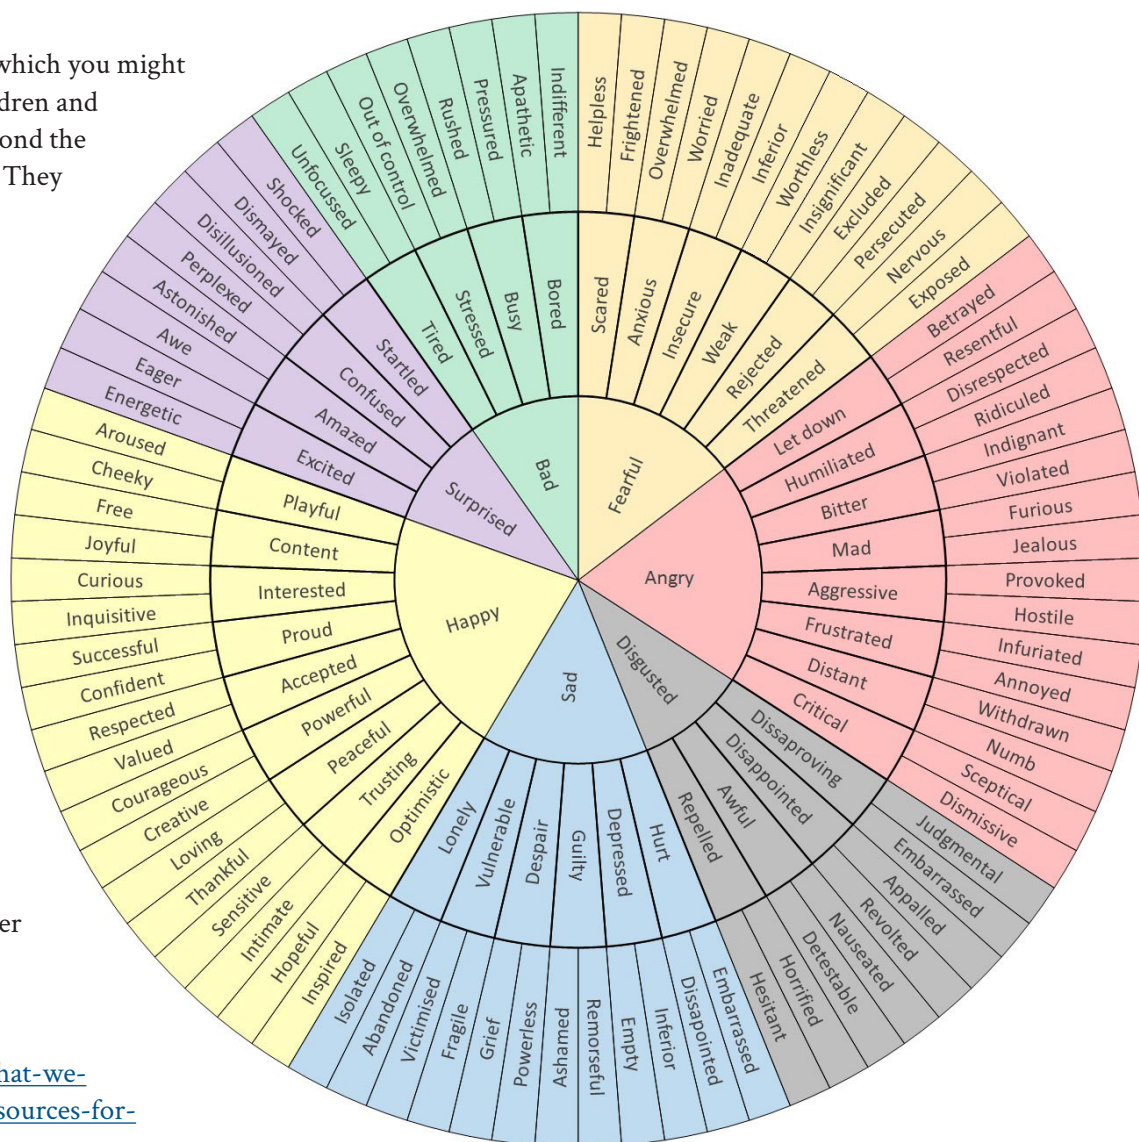 which you might
dren and
ond the
They
er
hat-we-
sources-for-
Bad
Fearful
Angry
Disgusted
Sad
Happy
Surprised
Tired
Stressed
Busy
Bored
Scared
Anxious
Insecure
Weak
Rejected
Threatened
Let down
Humiliated
Bitter
Mad
Aggressive
Frustrated
Distant
Critical
Dissaproving
Disappointed
Awful
Repelled
Hurt
Depressed
Guilty
Despair
Vulnerable
Lonely
Optimistic
Trusting
Peaceful
Powerful
Accepted
Proud
Interested
Content
Playful
Excited
Amazed
Confused
Startled
Unfocussed
Sleepy
Out of control
Overwhelmed
Rushed
Pressured
Apathetic
Indifferent
Helpless
Frightened
Overwhelmed
Worried
Inadequate
Inferior
Worthless
Insignificant
Excluded
Persecuted
Nervous
Exposed
Betrayed
Resentful
Disrespected
Ridiculed
Indignant
Violated
Furious
Jealous
Provoked
Hostile
Infuriated
Annoyed
Withdrawn
Numb
Sceptical
Dismissive
Judgmental
Embarrassed
Appalled
Revolted
Nauseated
Detestable
Horrified
Hesitant
Embarrassed
Dissapointed
Inferior
Empty
Remorseful
Ashamed
Powerless
Grief
Fragile
Victimised
Abandoned
Isolated
Inspired
Hopeful
Intimate
Sensitive
Thankful
Loving
Creative
Courageous
Valued
Respected
Confident
Successful
Inquisitive
Curious
Joyful
Free
Cheeky
Aroused
Energetic
Eager
Awe
Astonished
Perplexed
Disillusioned
Dismayed
Shocked